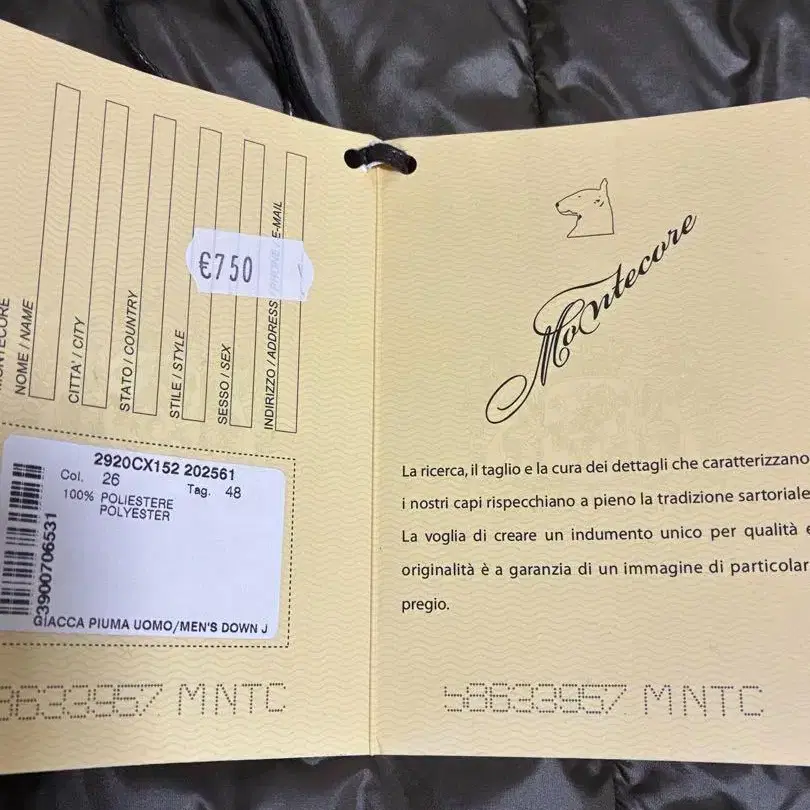 NOME / NAME
CITTA' / CITY
STATO / COUNTRY
STILE / STYLE
SESSO / SEX
INDIRIZZO / ADDRESS / PHONE / E-MAIL
€750
2920CX152 202561
Col. 26
Tag. 48
100% POLIESTERE
POLYESTER
3900706531
GIACCA PIUMA UOMO/MEN'S DOWN J
8633957 MNTC
Montecore
La ricerca, il taglio e la cura dei dettagli che caratterizzano
i nostri capi rispecchiano a pieno la tradizione sartoriale
La voglia di creare un indumento unico per qualità e
originalità è a garanzia di un immagine di particolar
pregio.
58633957 MNTC